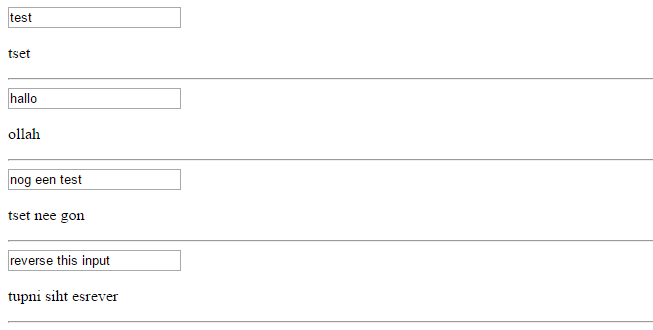 test
tset
hallo
ollah
nog een test
tset nee gon
reverse this input
tupni siht esrever